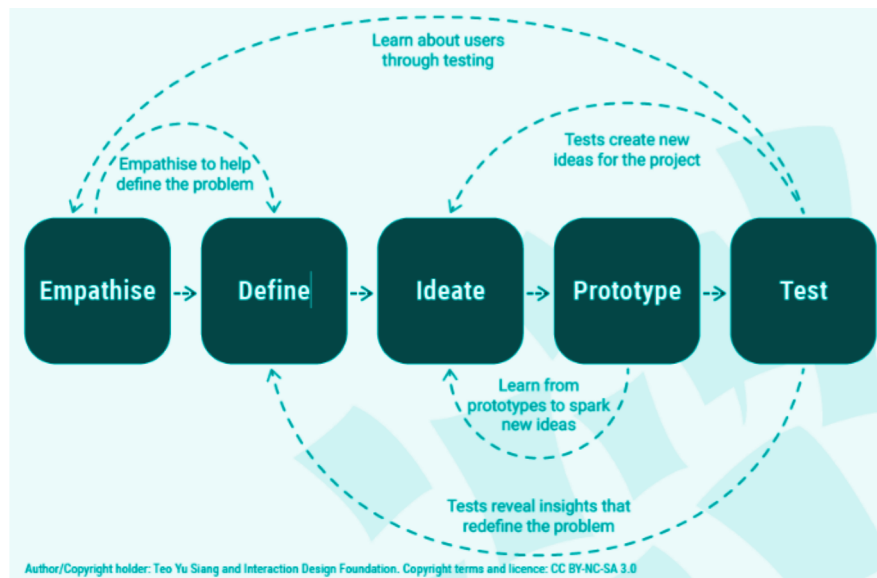 Learn about users
through testing
Tests create new
ideas for the project
Empathise to help
define the problem
Empathise
Define
Ideate
Prototype
Test
Learn from
prototypes to spark
new ideas
Tests reveal insights that
redefine the problem
Author/Copyright holder: Teo Yu Siang and Interaction Design Foundation. Copyright terms and licence: CC BY-NC-SA 3.0